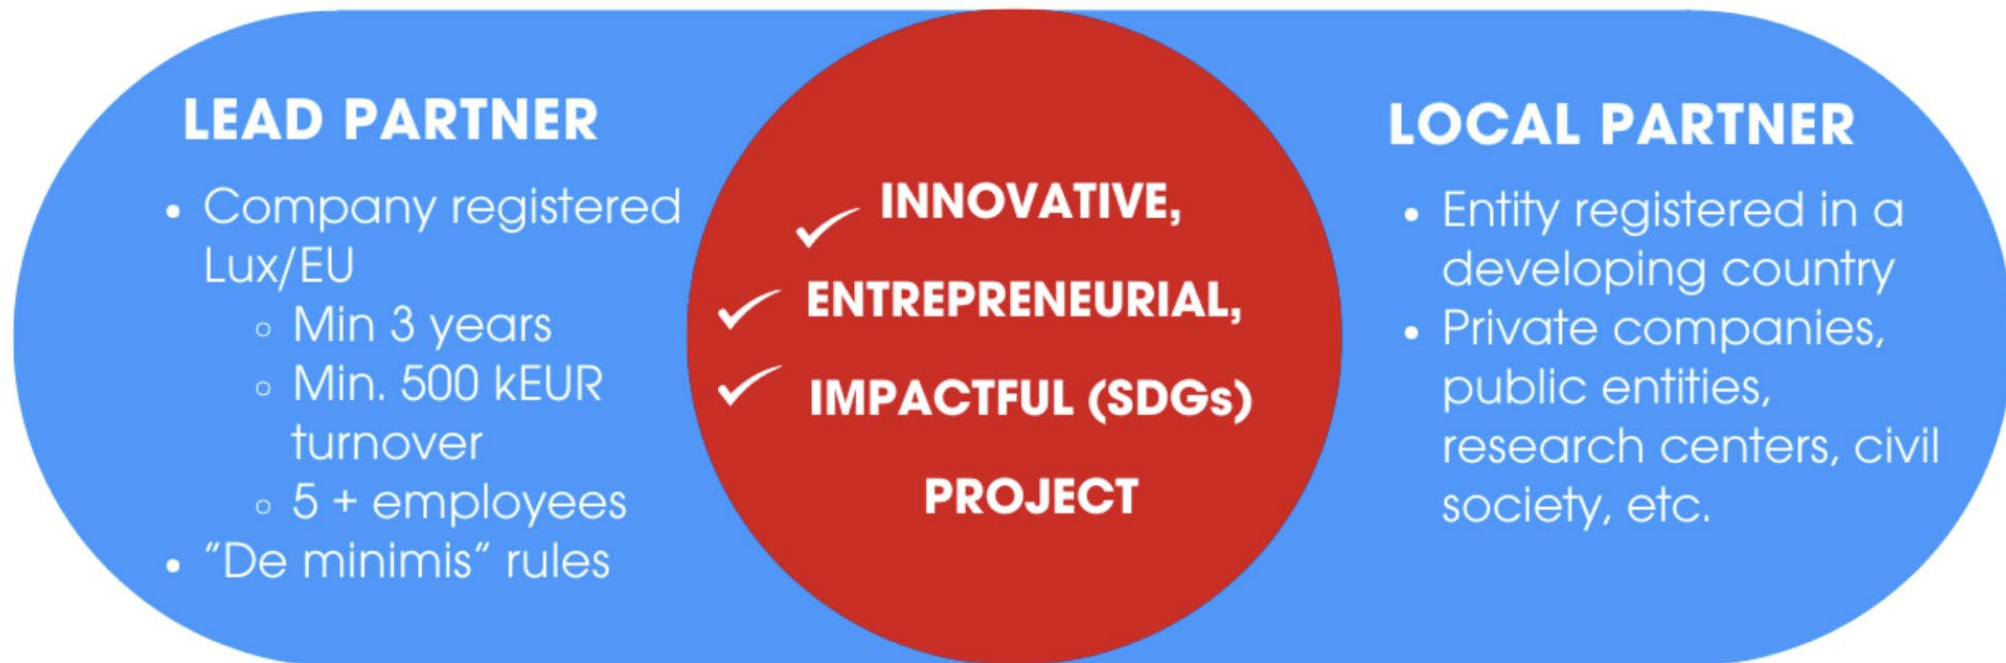 LEAD PARTNER
• Company registered
Lux/EU
◦ Min 3 years
◦ Min. 500 kEUR
turnover
◦ 5 + employees
• "De minimis" rules
INNOVATIVE,
ENTREPRENEURIAL,
IMPACTFUL (SDGs)
PROJECT
LOCAL PARTNER
• Entity registered in a
developing country
• Private companies,
public entities,
research centers, civil
society, etc.